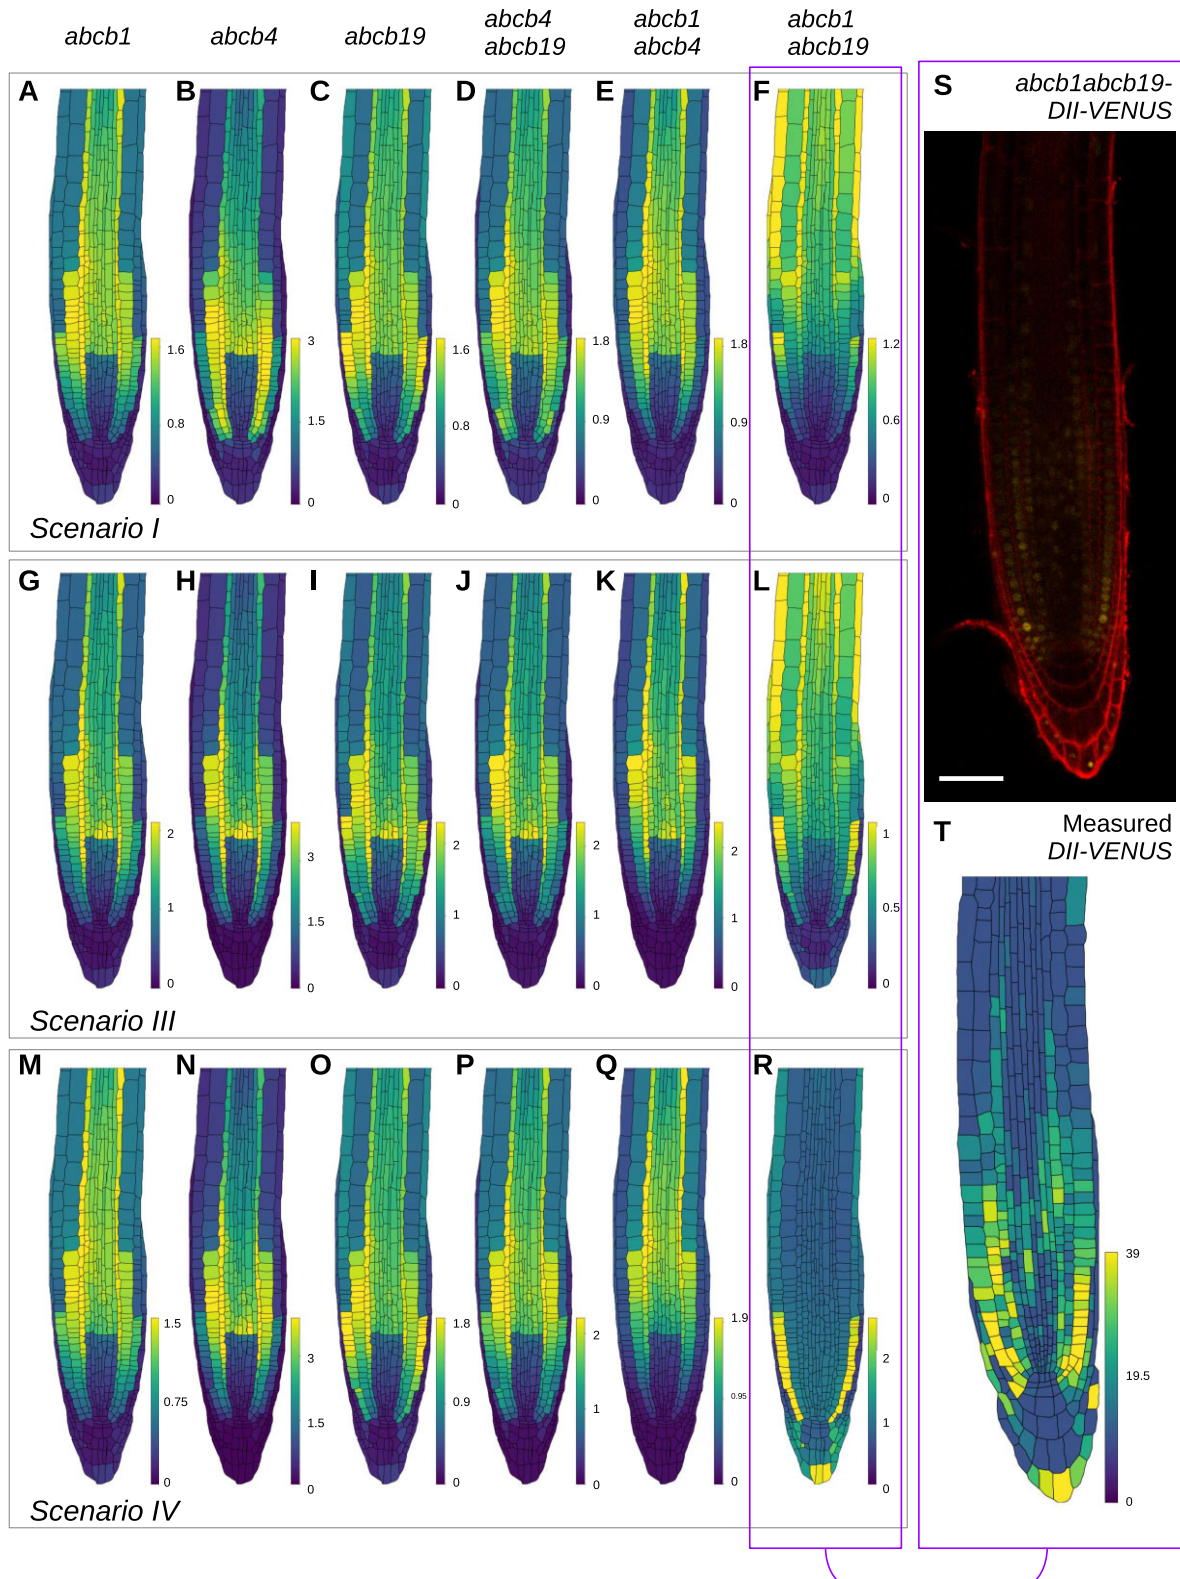 abcb1
abcb4
abcb19
abcb4
abcb19
abcb1
abcb4
abcb1
abcb19
A
B
C
D
E
F
1.6
0.8
0
3
1.5
0
1.6
0.8
0
1.8
0.9
0
1.8
0.9
0
1.2
0.6
0
Scenario I
G
H
I
J
K
L
2
1
0
3
1.5
0
2
1
0
2
1
0
2
1
0
1
0.5
0
Scenario III
M
N
O
P
Q
R
1.5
0.75
0
3
1.5
0
1.8
0.9
0
2
1
0
1.9
0.95
0
2
1
0
Scenario IV
S
abcb1abcb19-
DII-VENUS
T
Measured
DII-VENUS
39
19.5
0